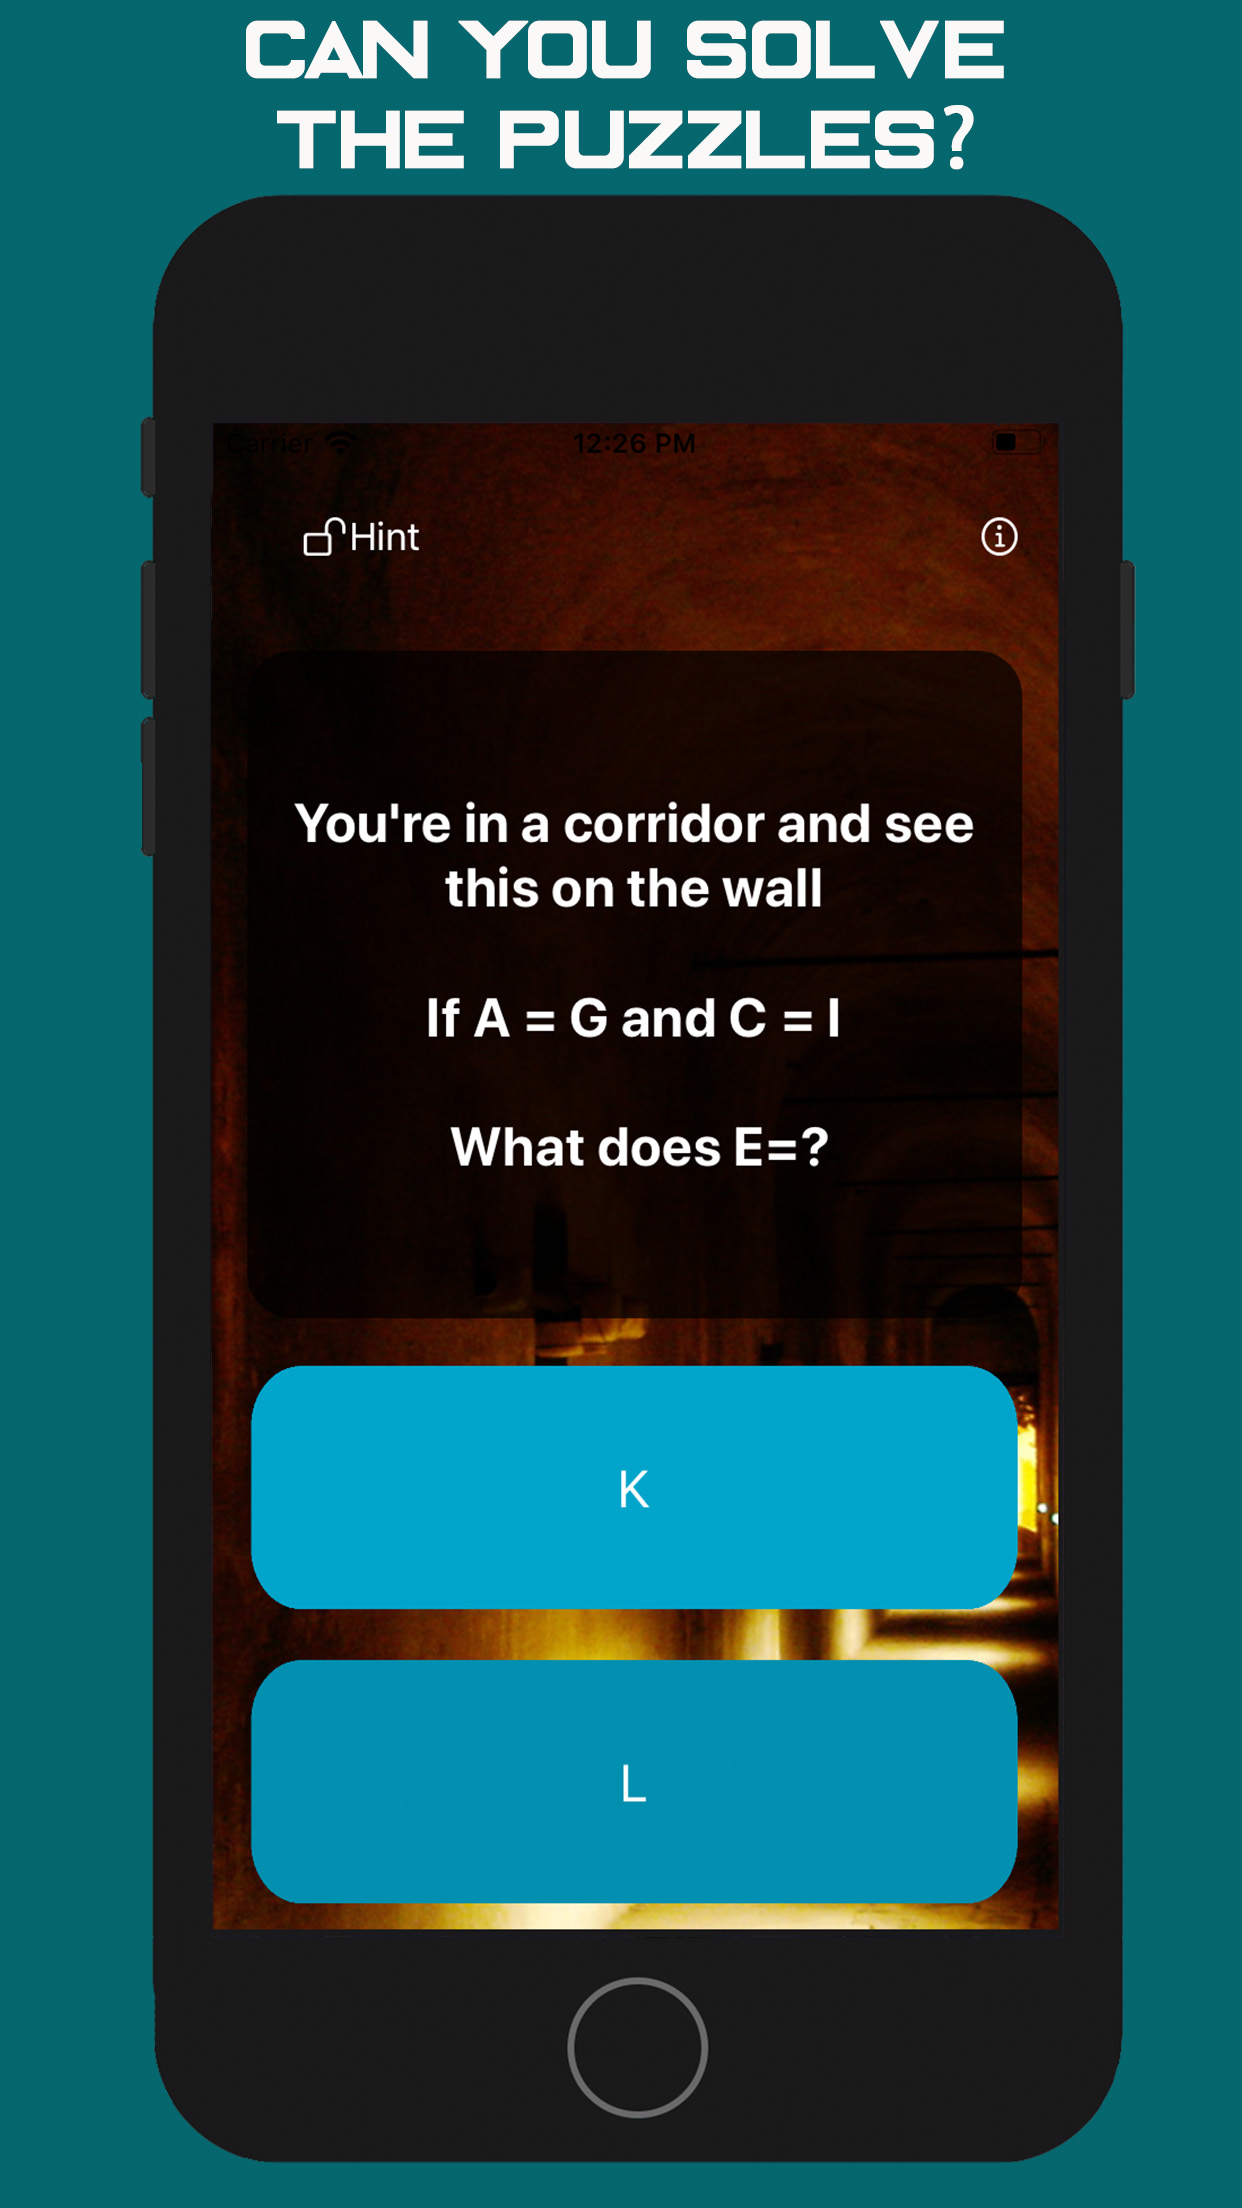 CAN YOU SOLVE
THE PUZZLES?
Carrier 12:26 PM
Hint
You're in a corridor and see
this on the wall
If A = G and C = I
What does E=?
K
L